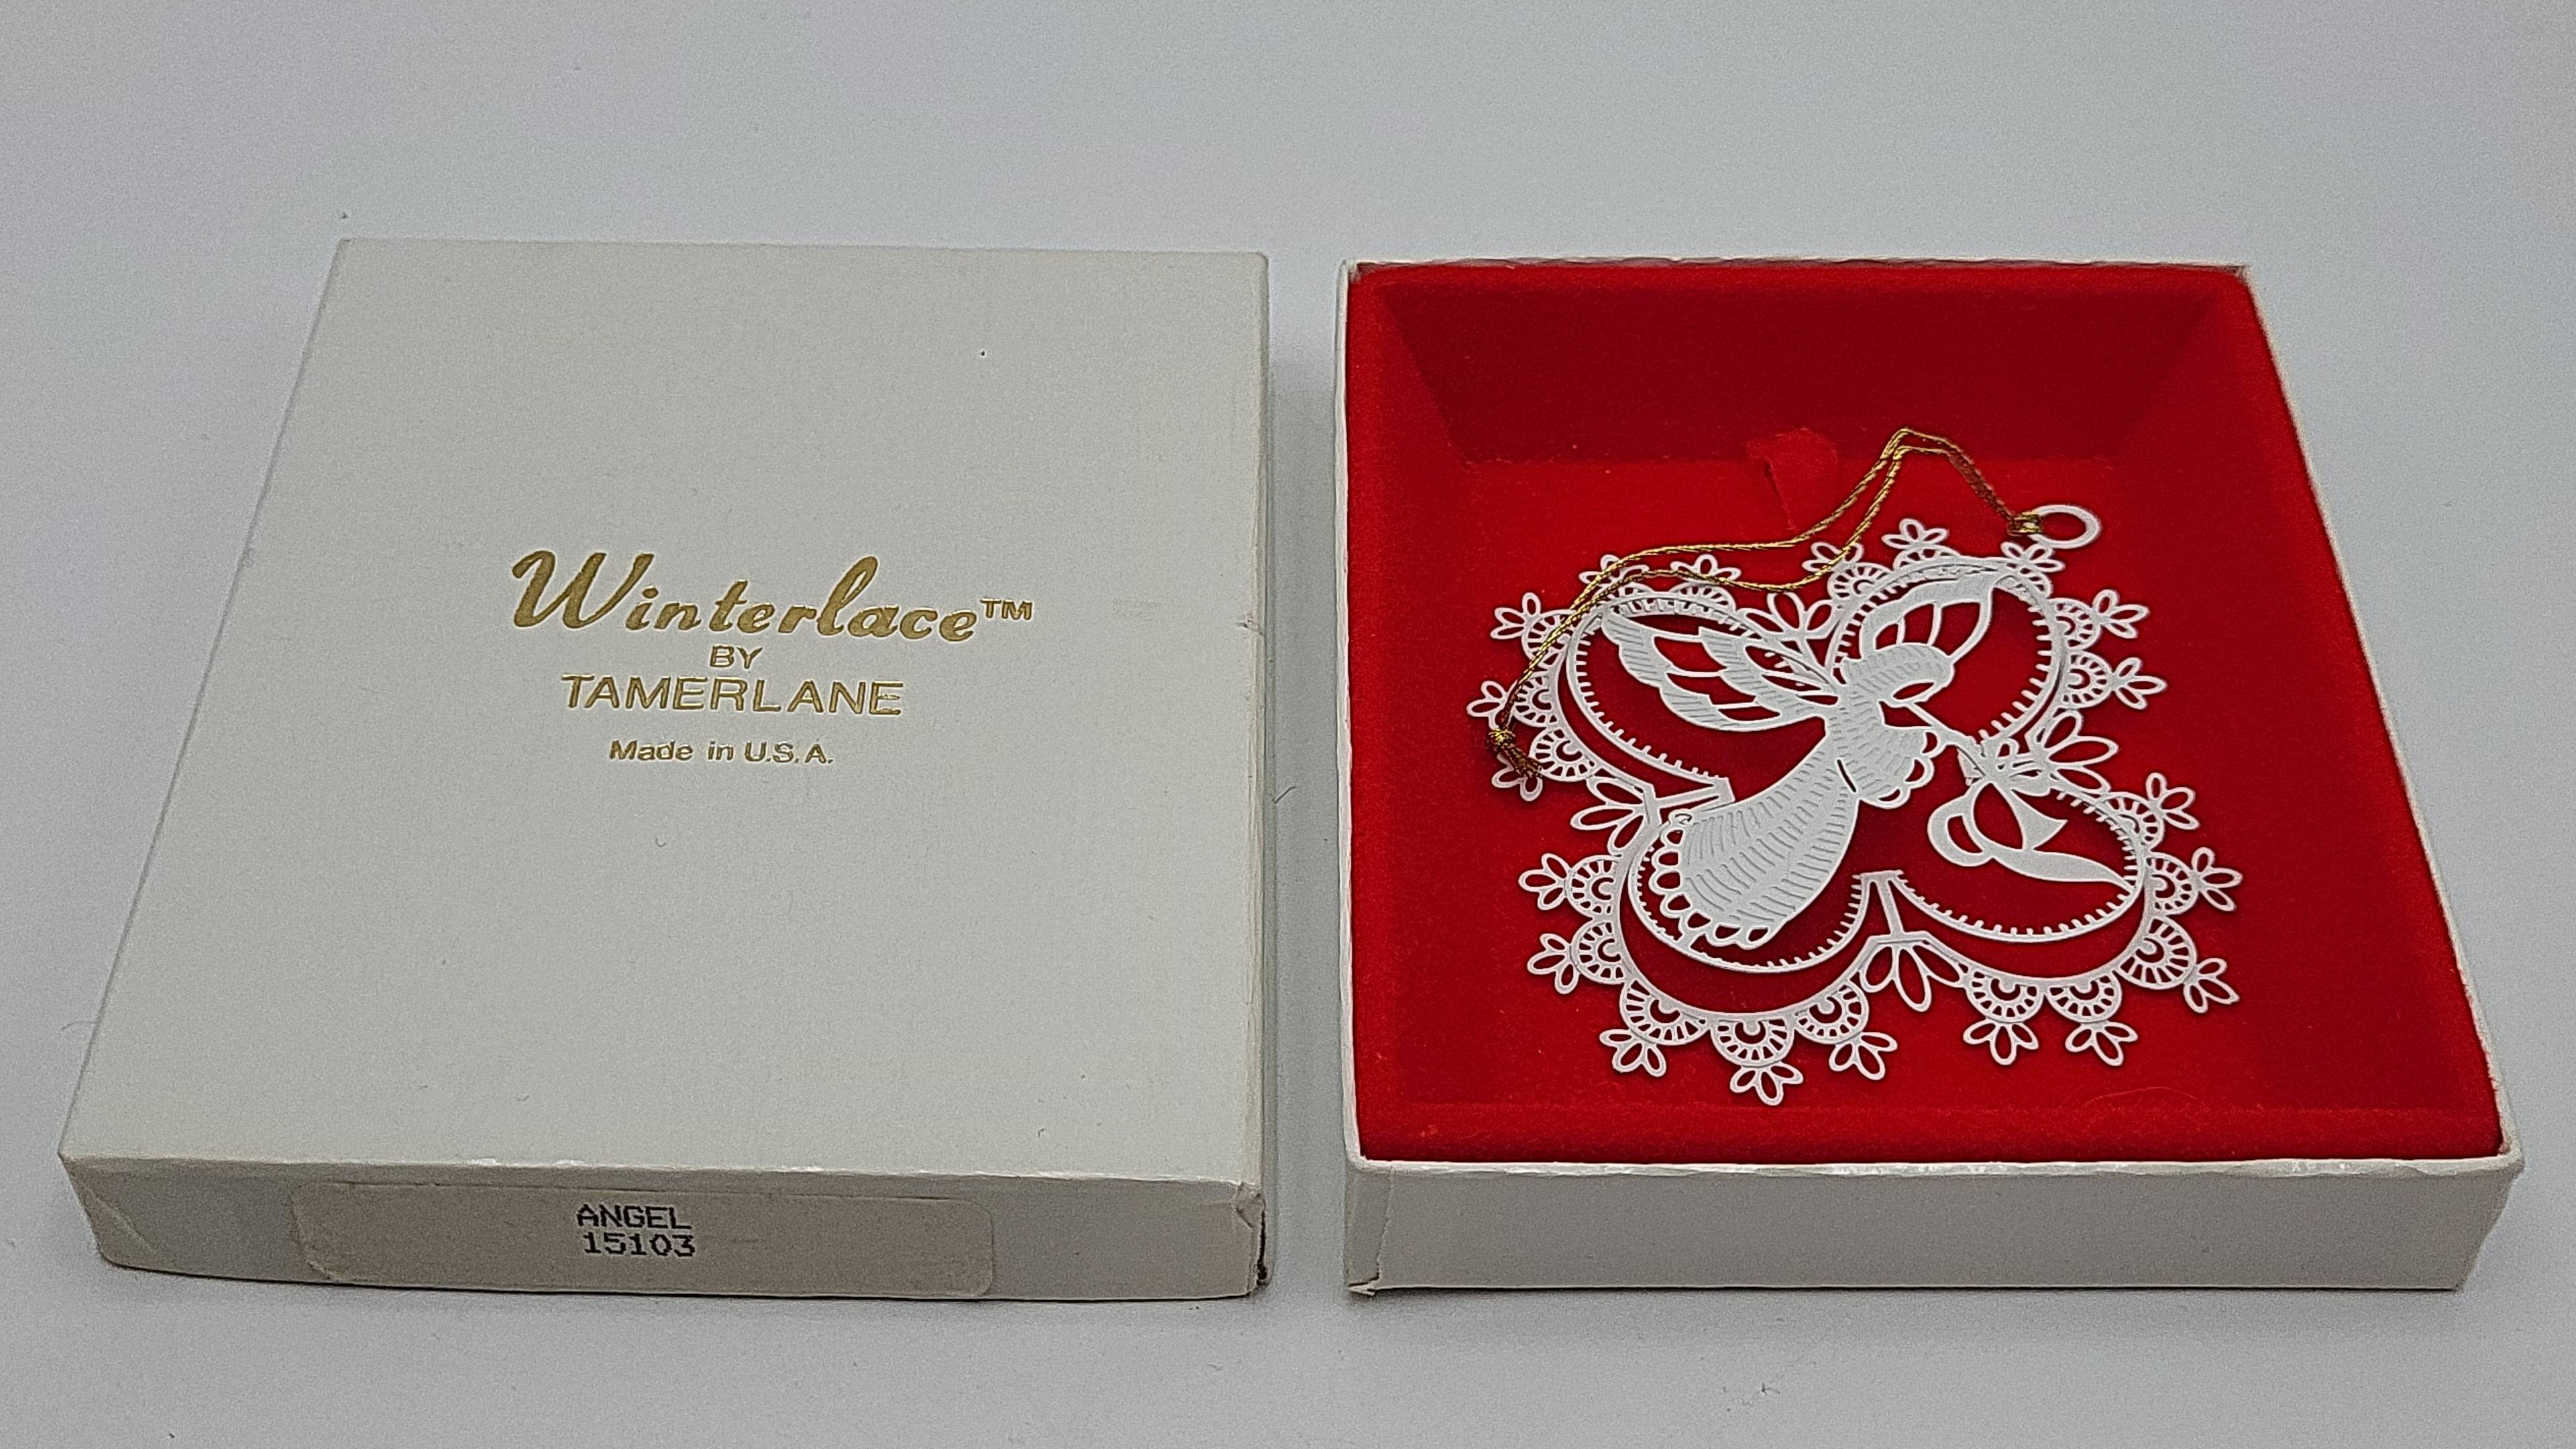 Winterlace™
BY
TAMERLANE
Made in U.S.A.
ANGEL
15103